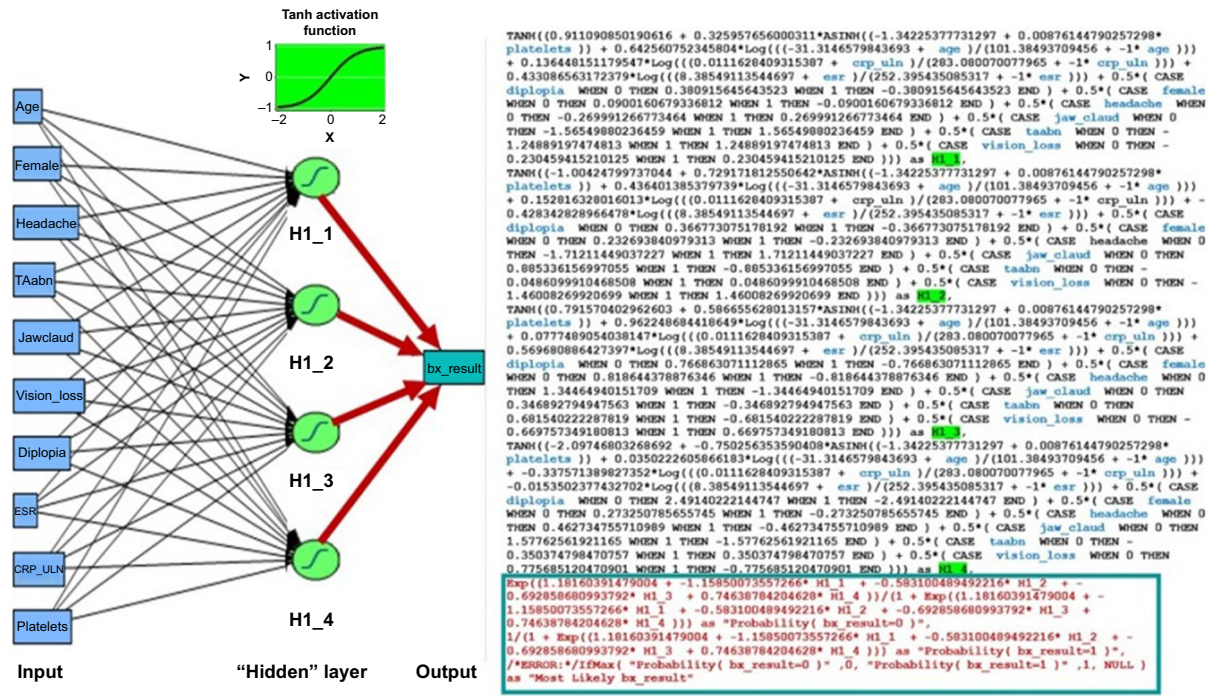 Tanh activation
function
1
0
–1
Y
–2
0
2
X
Age
Female
Headache
TAabn
Jawclaud
Vision_loss
Diplopia
ESR
CRP_ULN
Platelets
H1_1
H1_2
H1_3
H1_4
bx_result
Input
“Hidden” layer
Output
TANH((0.911090850190616 + 0.325957656000311*ASINH((-1.34225377731297 + 0.00876144790257298*
platelets )) + 0.642560752345804*Log(((-31.3146579843693 + age )/(101.38493709456 + -1* age )))
+ 0.136448151179547*Log(((0.0111628409315387 + crp_uln )/(283.080070077965 + -1* crp_uln ))) +
0.433086563172379*Log(((8.38549113544697 + esr )/(252.395435085317 + -1* esr ))) + 0.5*( CASE
diplopia WHEN 0 THEN 0.380915645643523 WHEN 1 THEN -0.380915645643523 END ) + 0.5*( CASE female
WHEN 0 THEN 0.0900160679336812 WHEN 1 THEN -0.0900160679336812 END ) + 0.5*( CASE headache WHEN
0 THEN -0.269991266773464 WHEN 1 THEN 0.269991266773464 END ) + 0.5*( CASE jaw_claud WHEN 0
THEN -1.56549880236459 WHEN 1 THEN 1.56549880236459 END ) + 0.5*( CASE taabn WHEN 0 THEN -
1.24889197474813 WHEN 1 THEN 1.24889197474813 END ) + 0.5*( CASE vision_loss WHEN 0 THEN -
0.230459415210125 WHEN 1 THEN 0.230459415210125 END ))) as H1_1,
TANH((-1.00424799737044 + 0.729171812550642*ASINH((-1.34225377731297 + 0.00876144790257298*
platelets )) + 0.436401385379739*Log(((-31.3146579843693 + age )/(101.38493709456 + -1* age )))
+ 0.152816328016013*Log(((0.0111628409315387 + crp_uln )/(283.080070077965 + -1* crp_uln ))) + -
0.428342828966478*Log(((8.38549113544697 + esr )/(252.395435085317 + -1* esr ))) + 0.5*( CASE
diplopia WHEN 0 THEN 0.366773075178192 WHEN 1 THEN -0.366773075178192 END ) + 0.5*( CASE female
WHEN 0 THEN 0.232693840979313 WHEN 1 THEN -0.232693840979313 END ) + 0.5*( CASE headache WHEN
0 THEN -1.71211449037227 WHEN 1 THEN 1.71211449037227 END ) + 0.5*( CASE jaw_claud WHEN 0 THEN
0.885336156997055 WHEN 1 THEN -0.885336156997055 END ) + 0.5*( CASE taabn WHEN 0 THEN -
0.0486099910468508 WHEN 1 THEN 0.0486099910468508 END ) + 0.5*( CASE vision_loss WHEN 0 THEN -
1.46008269920699 WHEN 1 THEN 1.46008269920699 END ))) as H1_2,
TANH((0.791570402962603 + 0.586655628013157*ASINH((-1.34225377731297 + 0.00876144790257298*
platelets )) + 0.962248684418649*Log(((-31.3146579843693 + age )/(101.38493709456 + -1* age )))
+ 0.0777489054038147*Log(((0.0111628409315387 + crp_uln )/(283.080070077965 + -1* crp_uln ))) +
0.569680886427397*Log(((8.38549113544697 + esr )/(252.395435085317 + -1* esr ))) + 0.5*( CASE
diplopia WHEN 0 THEN 0.766863071112865 WHEN 1 THEN -0.766863071112865 END ) + 0.5*( CASE female
WHEN 0 THEN 0.818644378876346 WHEN 1 THEN -0.818644378876346 END ) + 0.5*( CASE headache WHEN
0 THEN 1.34464940151709 WHEN 1 THEN -1.34464940151709 END ) + 0.5*( CASE jaw_claud WHEN 0 THEN
0.346892794947563 WHEN 1 THEN -0.346892794947563 END ) + 0.5*( CASE taabn WHEN 0 THEN
0.681540222287819 WHEN 1 THEN -0.681540222287819 END ) + 0.5*( CASE vision_loss WHEN 0 THEN -
0.669757349180813 WHEN 1 THEN 0.669757349180813 END ))) as H1_3,
TANH((-2.09746803268692 + -0.750256353590408*ASINH((-1.34225377731297 + 0.00876144790257298*
platelets )) + 0.0350222605866183*Log(((-31.3146579843693 + age )/(101.38493709456 + -1* age )))
+ -0.337571389827352*Log(((0.0111628409315387 + crp_uln )/(283.080070077965 + -1* crp_uln ))) +
-0.0153502377432702*Log(((8.38549113544697 + esr )/(252.395435085317 + -1* esr ))) + 0.5*( CASE
diplopia WHEN 0 THEN 2.49140222144747 WHEN 1 THEN -2.49140222144747 END ) + 0.5*( CASE female
WHEN 0 THEN 0.273250785655745 WHEN 1 THEN -0.273250785655745 END ) + 0.5*( CASE headache WHEN
0 THEN 0.462734755710989 WHEN 1 THEN -0.462734755710989 END ) + 0.5*( CASE jaw_claud WHEN 0 THEN
1.57762561921165 WHEN 1 THEN -1.57762561921165 END ) + 0.5*( CASE taabn WHEN 0 THEN -
0.350374798470757 WHEN 1 THEN 0.350374798470757 END ) + 0.5*( CASE vision_loss WHEN 0 THEN
0.775685120470901 WHEN 1 THEN -0.775685120470901 END ))) as H1_4,
Exp((1.18160391479004 + -1.15850073557266* H1_1 + -0.583100489492216* H1_2 + -
0.692858680993792* H1_3 + 0.74638784204628* H1_4 ))/(1 + Exp((1.18160391479004 + -
1.15850073557266* H1_1 + -0.583100489492216* H1_2 + -0.692858680993792* H1_3 +
0.74638784204628* H1_4 ))) as "Probability( bx_result=0 )",
1/(1 + Exp((1.18160391479004 + -1.15850073557266* H1_1 + -0.583100489492216* H1_2 + -
0.692858680993792* H1_3 + 0.74638784204628* H1_4 ))) as "Probability( bx_result=1 )",
/*ERROR:*/IfMax( "Probability( bx_result=0 )" ,0, "Probability( bx_result=1 )" ,1, NULL )
as "Most Likely bx_result"